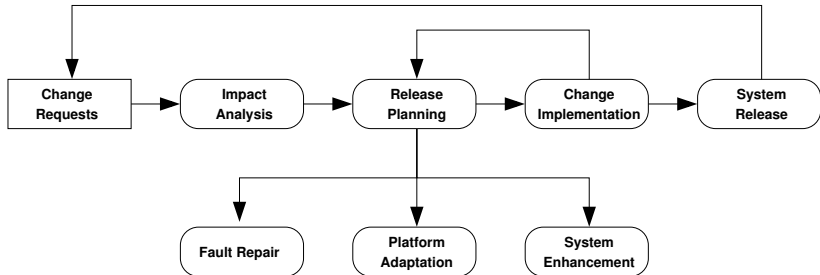 Change
Requests
Impact
Analysis
Release
Planning
Change
Implementation
System
Release
Fault Repair
Platform
Adaptation
System
Enhancement